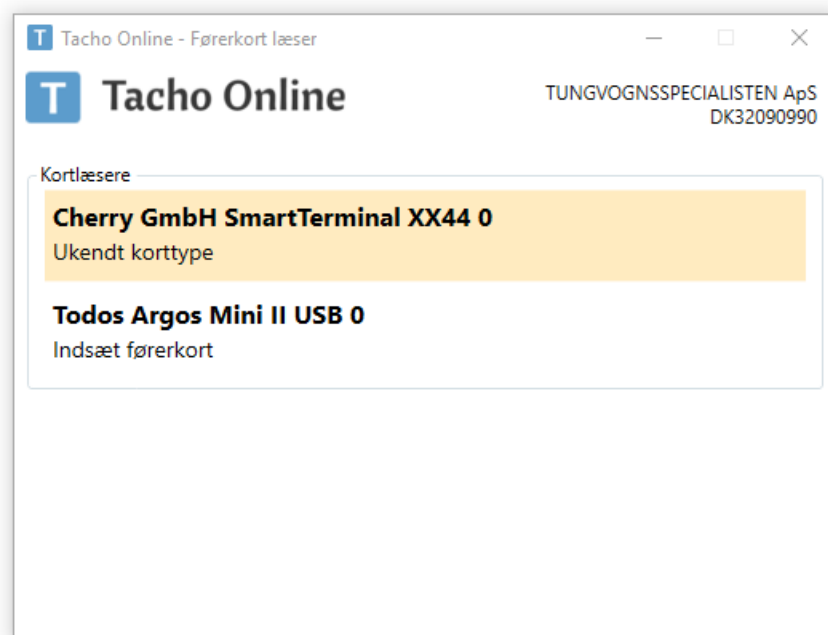 T Tacho Online - Førerkort læser
T Tacho Online
TUNGVOGNSSPECIALISTEN ApS
DK32090990
Kortlæsere
Cherry GmbH SmartTerminal XX44 0
Ukendt korttype
Todos Argos Mini II USB 0
Indsæt førerkort